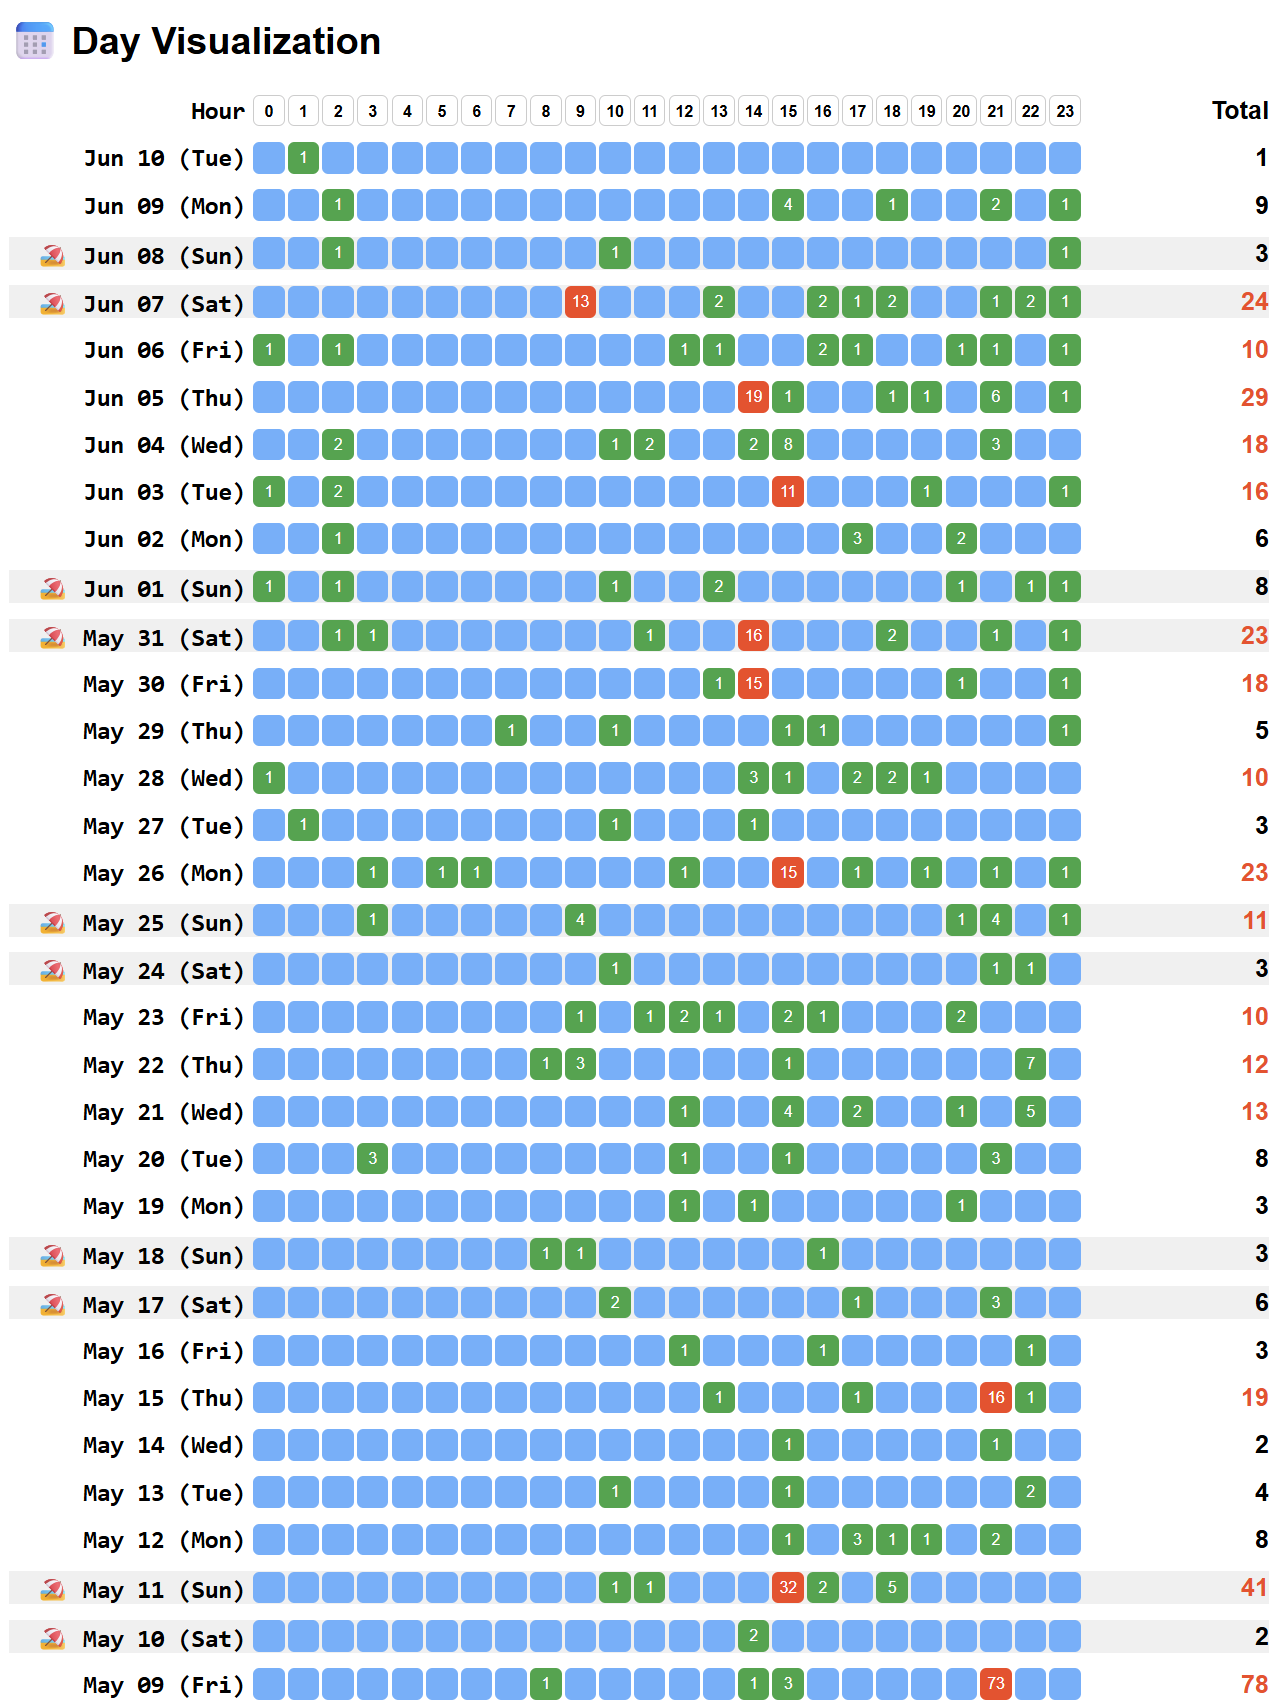 Day Visualization
Hour 0 1 2 3 4 5 6 7 8 9 10 11 12 13 14 15 16 17 18 19 20 21 22 23 Total
Jun 10 (Tue) 1 1
Jun 09 (Mon) 1 4 1 2 1 9
Jun 08 (Sun) 1 1 1 3
Jun 07 (Sat) 13 2 2 1 2 1 2 1 24
Jun 06 (Fri) 1 1 1 1 2 1 1 1 1 10
Jun 05 (Thu) 19 1 1 1 6 1 29
Jun 04 (Wed) 2 1 2 2 8 3 18
Jun 03 (Tue) 1 2 11 1 1 16
Jun 02 (Mon) 1 3 2 6
Jun 01 (Sun) 1 1 1 2 1 1 1 8
May 31 (Sat) 1 1 1 16 2 1 1 23
May 30 (Fri) 1 15 1 1 18
May 29 (Thu) 1 1 1 1 1 5
May 28 (Wed) 1 3 1 2 2 1 10
May 27 (Tue) 1 1 1 3
May 26 (Mon) 1 1 1 1 15 1 1 1 1 23
May 25 (Sun) 1 4 1 4 1 11
May 24 (Sat) 1 1 1 3
May 23 (Fri) 1 1 2 1 2 1 2 10
May 22 (Thu) 1 3 1 7 12
May 21 (Wed) 1 4 2 1 5 13
May 20 (Tue) 3 1 1 3 8
May 19 (Mon) 1 1 1 3
May 18 (Sun) 1 1 1 3
May 17 (Sat) 2 1 3 6
May 16 (Fri) 1 1 1 3
May 15 (Thu) 1 1 16 1 19
May 14 (Wed) 1 1 2
May 13 (Tue) 1 1 2 4
May 12 (Mon) 1 3 1 1 2 8
May 11 (Sun) 1 1 32 2 5 41
May 10 (Sat) 2 2
May 09 (Fri) 1 1 3 73 78